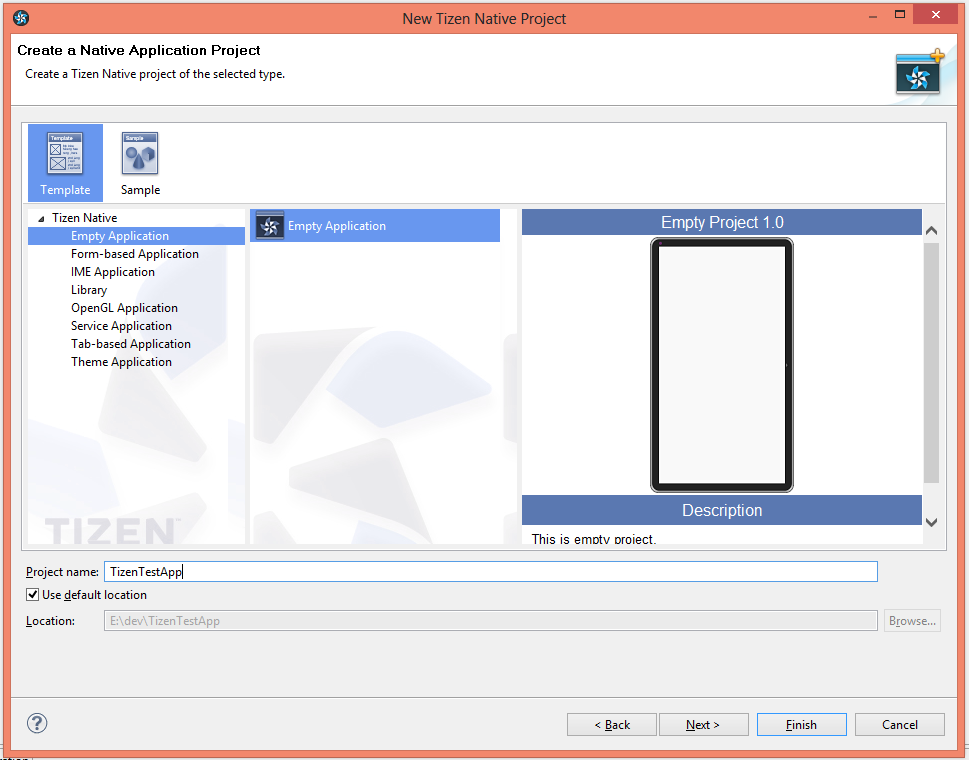 New Tizen Native Project
Create a Native Application Project
Create a Tizen Native project of the selected type.
Template
Sample
Template
Sample
Tizen Native
Empty Application
Form-based Application
IME Application
Library
OpenGL Application
Service Application
Tab-based Application
Theme Application
TIZEN™
Empty Application
Empty Project 1.0
Description
This is empty project.
Project name: TizenTestApp
Use default location
Location: E:\dev\TizenTestApp Browse...
?
< Back Next > Finish Cancel